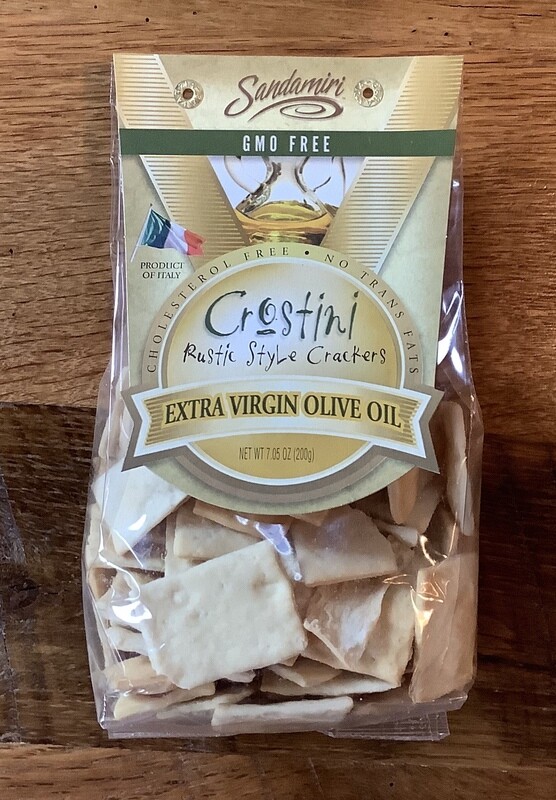 Sandamiri
GMO FREE
PRODUCT
OF ITALY
CHOLESTEROL FREE • NO TRANS FATS
Crostini
Rustic Style Crackers
EXTRA VIRGIN OLIVE OIL
NET WT 7.05 OZ (200g)